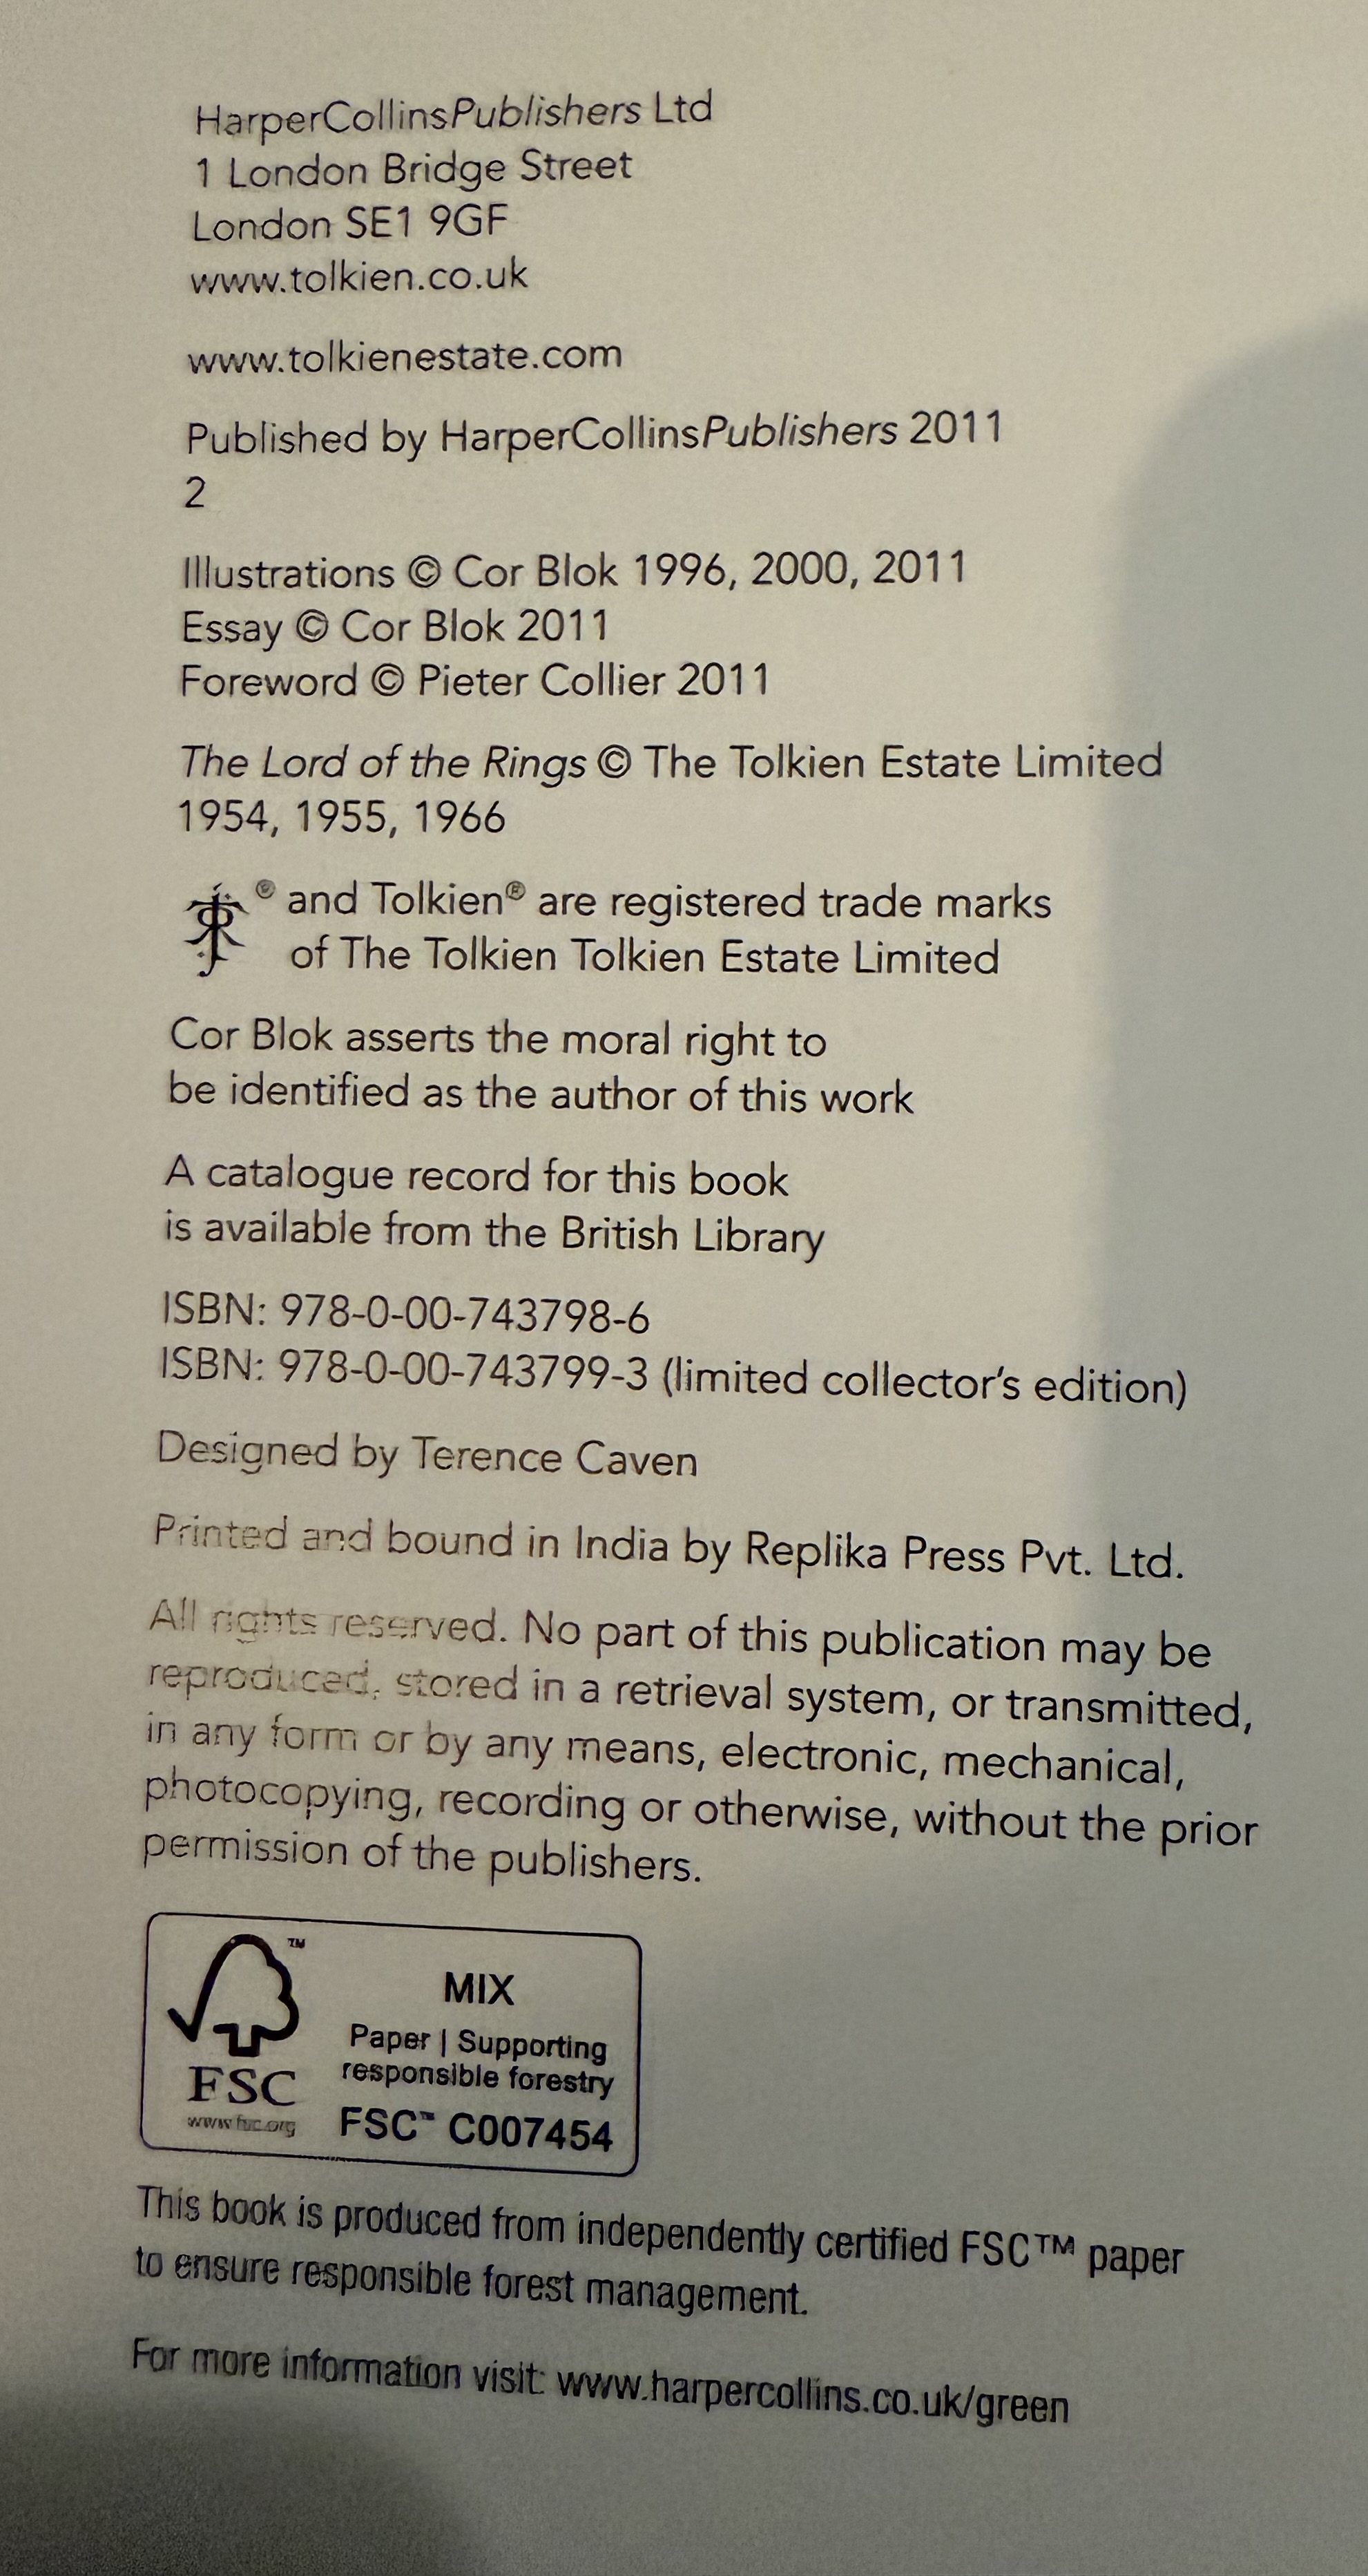 HarperCollinsPublishers Ltd
1 London Bridge Street
London SE1 9GF
www.tolkien.co.uk
www.tolkienestate.com
Published by HarperCollinsPublishers 2011
2
Illustrations © Cor Blok 1996, 2000, 2011
Essay © Cor Blok 2011
Foreword © Pieter Collier 2011
The Lord of the Rings © The Tolkien Estate Limited
1954, 1955, 1966
® and Tolkien® are registered trade marks
of The Tolkien Tolkien Estate Limited
Cor Blok asserts the moral right to
be identified as the author of this work
A catalogue record for this book
is available from the British Library
ISBN: 978-0-00-743798-6
ISBN: 978-0-00-743799-3 (limited collector's edition)
Designed by Terence Caven
Printed and bound in India by Replika Press Pvt. Ltd.
All rights reserved. No part of this publication may be
reproduced, stored in a retrieval system, or transmitted,
in any form or by any means, electronic, mechanical,
photocopying, recording or otherwise, without the prior
permission of the publishers.
™
MIX
Paper | Supporting
responsible forestry
FSC
www.fsc.org
FSC™ C007454
This book is produced from independently certified FSC™ paper
to ensure responsible forest management.
For more information visit: www.harpercollins.co.uk/green